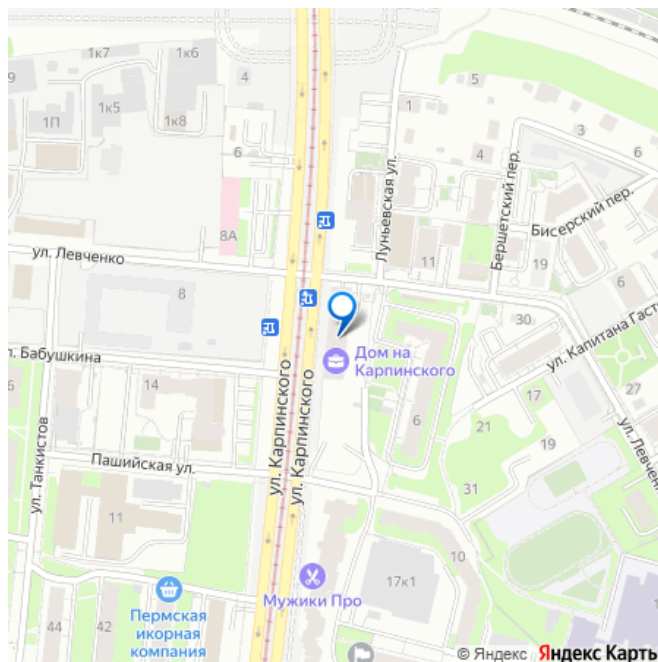 1к7
1к6
9
4
1к5
5
1П
1к8
1
3
6
6
4
Луньевская ул.
Бершетский пер.
Бисерский пер.
8А
ул. Левченко
11
19
6
8
30
ул. Капитана Гаст
л. Бабушкина
Дом на
Карпинского
14
27
ул. Карпинского
ул. Карпинского
6
21
19
ул. Левчен
ул. Танкистов
Пашийская ул.
31
11
10
17к1
Мужики Про
Пермская
икорная
компания
44
42
© Яндекс Яндекс Карть